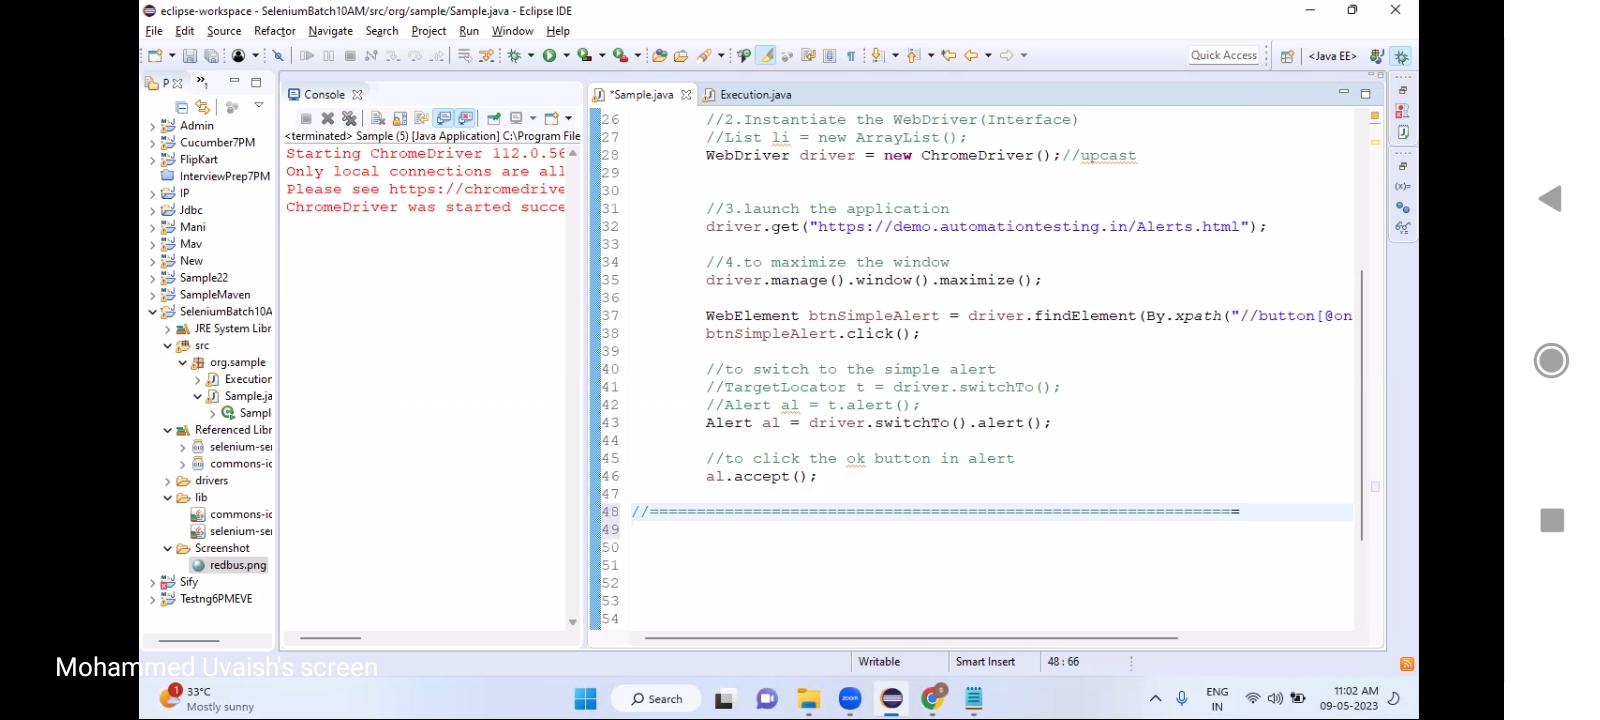 eclipse-workspace - SeleniumBatch10AM/src/org/sample/Sample.java - Eclipse IDE
File Edit Source Refactor Navigate Search Project Run Window Help
Quick Access <Java EE>
P
Admin
Cucumber7PM
FlipKart
InterviewPrep7PM
IP
Jdbc
Mani
Mav
New
Sample22
SampleMaven
SeleniumBatch10A
JRE System Libr
src
org.sample
Execution
Sample.ja
Sampl
Referenced Libr
selenium-se
commons-io
drivers
lib
commons-io
selenium-se
Screenshot
redbus.png
Sify
Testng6PMEVE
Console
<terminated> Sample (5) [Java Application] C:\Program File
Starting ChromeDriver 112.0.56
Only local connections are all
Please see https://chromedrive
ChromeDriver was started succe
*Sample.java Execution.java
26 //2.Instantiate the WebDriver(Interface)
27 //List li = new ArrayList();
28 WebDriver driver = new ChromeDriver();//upcast
29
30
31 //3.launch the application
32 driver.get("https://demo.automationtesting.in/Alerts.html");
33
34 //4.to maximize the window
35 driver.manage().window().maximize();
36
37 WebElement btnSimpleAlert = driver.findElement(By.xpath("//button[@on
38 btnSimpleAlert.click();
39
40 //to switch to the simple alert
41 //TargetLocator t = driver.switchTo();
42 //Alert al = t.alert();
43 Alert al = driver.switchTo().alert();
44
45 //to click the ok button in alert
46 al.accept();
47
48 //===============================================================
49
50
51
52
53
54
Writable Smart Insert 48 : 66
Mohammed Uvaish's screen
1 33°C
Mostly sunny
Search
zoom
ENG
IN
11:02 AM
09-05-2023